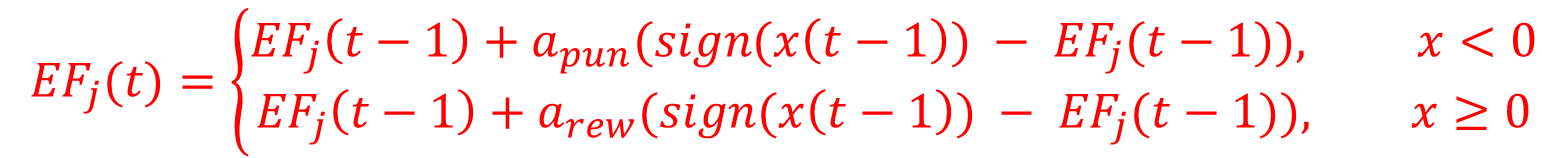 EF_j(t − 1) + a_pun(sign(x(t − 1)) − EF_j(t − 1)), x < 0
EF_j(t) =
EF_j(t − 1) + a_rew(sign(x(t − 1)) − EF_j(t − 1)), x ≥ 0